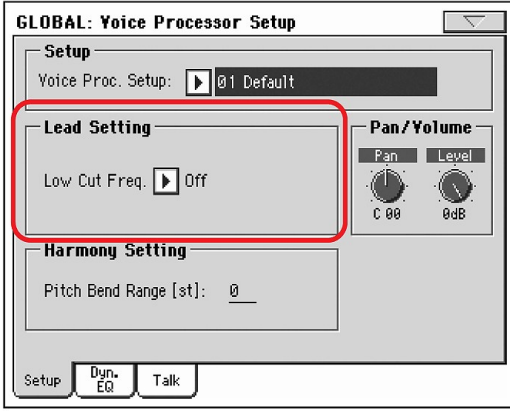 GLOBAL: Voice Processor Setup
Setup
Voice Proc. Setup: 01 Default
Lead Setting
Low Cut Freq. Off
Pan/Volume
Pan Level
C 00 0dB
Harmony Setting
Pitch Bend Range [st]: 0
Setup Dyn. EQ Talk